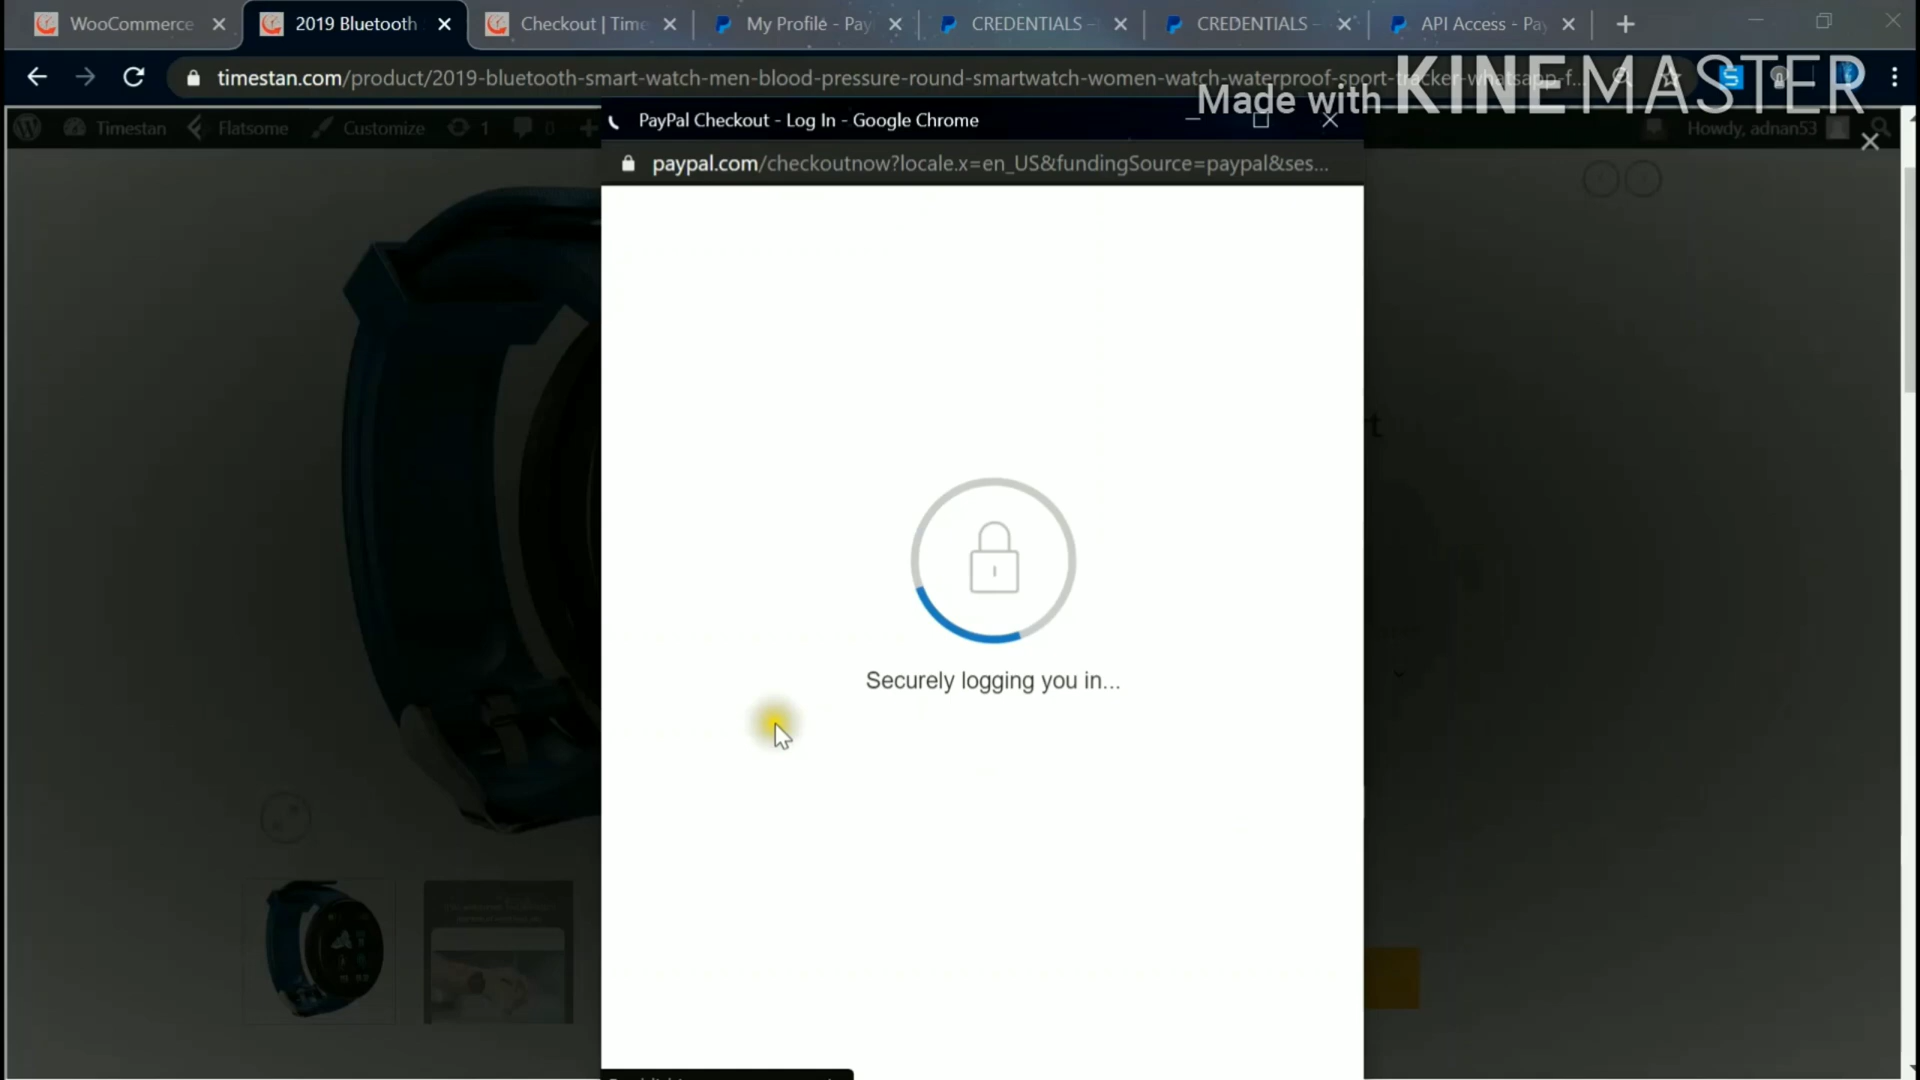 WooCommerce
2019 Bluetooth
Checkout | Time
My Profile - Pay
CREDENTIALS -
CREDENTIALS -
API Access - Pay
timestan.com/product/2019-bluetooth-smart-watch-men-blood-pressure-round-smartwatch-women-watch-waterproof-sport-tracker-whatsapp-f...
Made with KINEMASTER
Timestan
Flatsome
Customize
1
0
Howdy, adnan53
PayPal Checkout - Log In - Google Chrome
paypal.com/checkoutnow?locale.x=en_US&fundingSource=paypal&ses...
Securely logging you in...